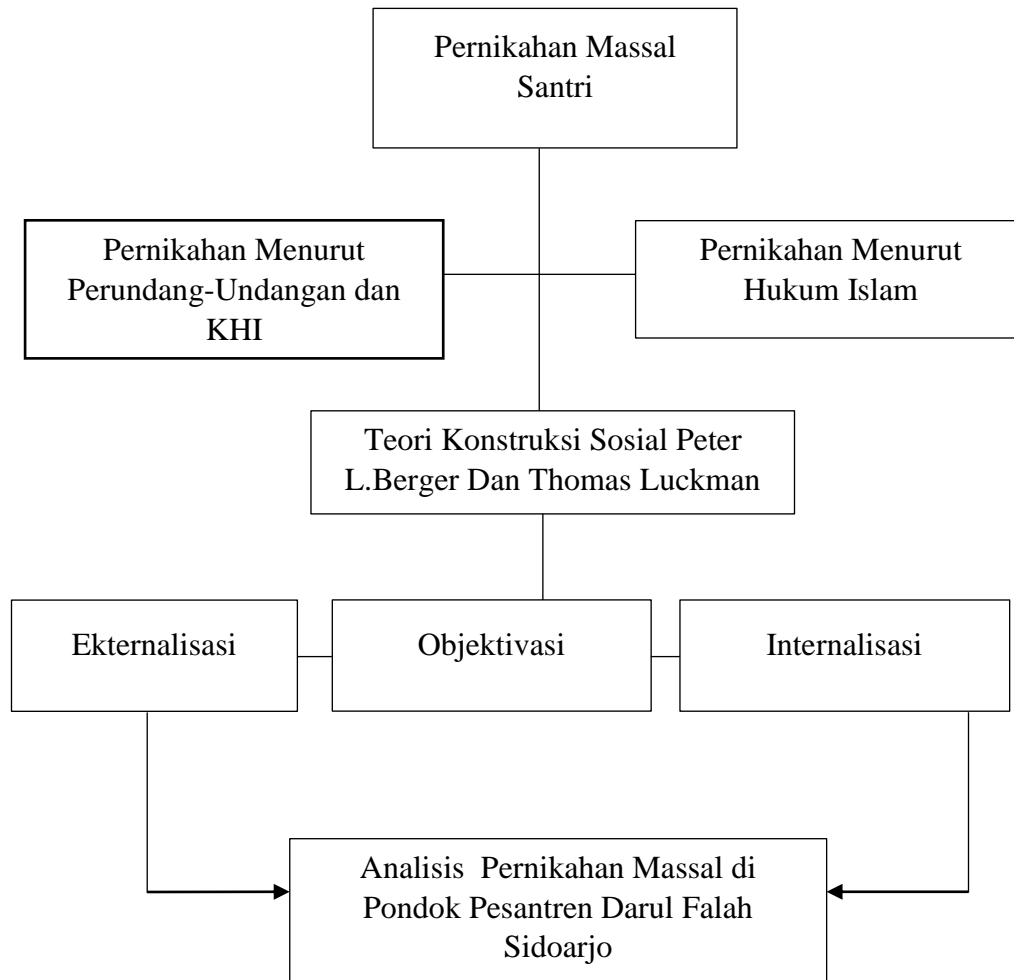 Pernikahan Massal
Santri
Pernikahan Menurut
Perundang-Undangan dan
KHI
Pernikahan Menurut
Hukum Islam
Teori Konstruksi Sosial Peter
L.Berger Dan Thomas Luckman
Ekternalisasi
Objektivasi
Internalisasi
Analisis Pernikahan Massal di
Pondok Pesantren Darul Falah
Sidoarjo